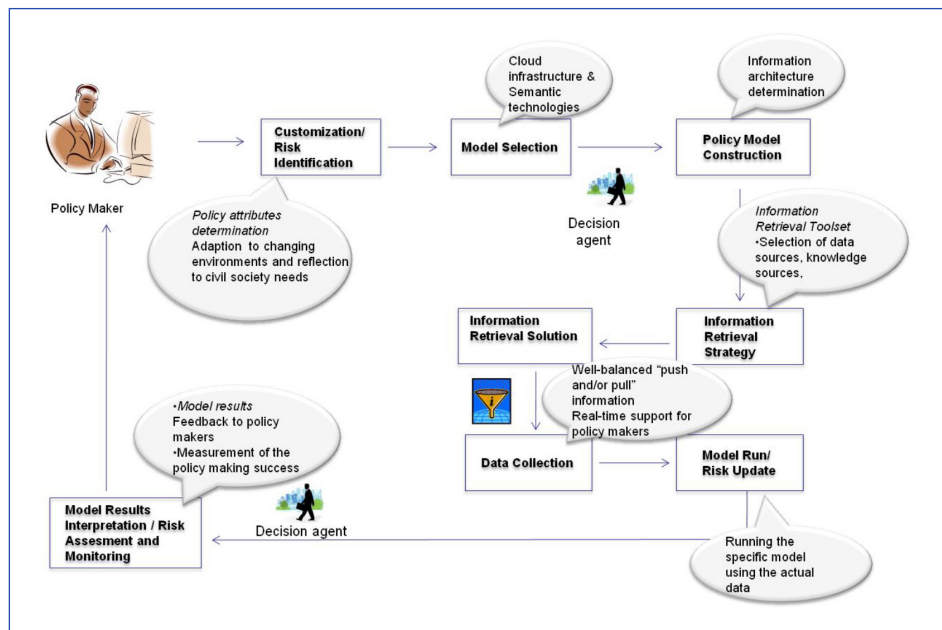 Cloud
infrastructure &
Semantic
technologies
Information
architecture
determination
Customization/
Risk
Identification
Model Selection
Policy Model
Construction
Policy Maker
Policy attributes
determination
Adaption to changing
environments and reflection
to civil society needs
Decision
agent
Information
Retrieval Toolset
•Selection of data
sources, knowledge
sources,
Information
Retrieval Solution
Information
Retrieval
Strategy
Well-balanced “push
and/or pull”
information
Real-time support for
policy makers
•Model results
Feedback to policy
makers
•Measurement of the
policy making success
Data Collection
Model Run/
Risk Update
Model Results
Interpretation / Risk
Assesment and
Monitoring
Decision agent
Running the
specific model
using the actual
data